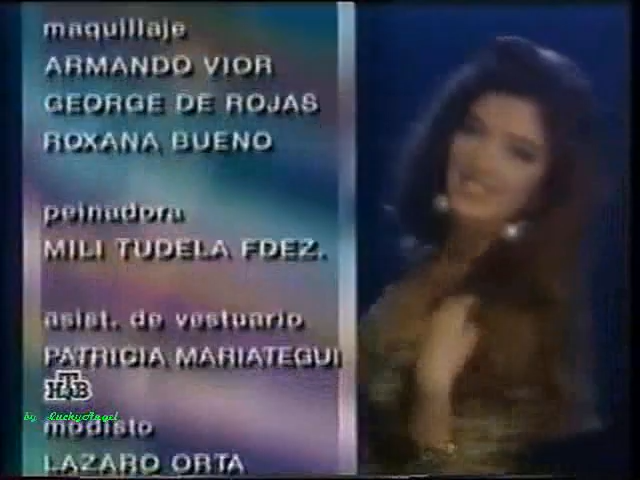 maquillaje
ARMANDO VIOR
GEORGE DE ROJAS
ROXANA BUENO
peinadora
MILI TUDELA FDEZ.
asist. de vestuario
PATRICIA MARIATEGUI
НТВ
by LuckyAngel
modisto
LAZARO ORTA